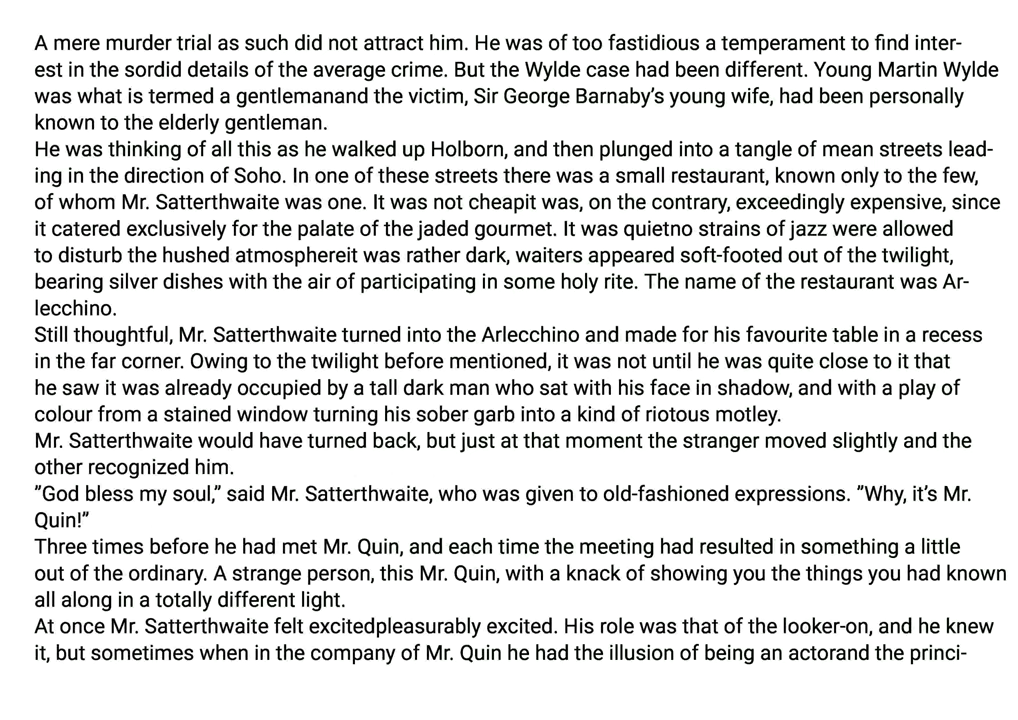 A mere murder trial as such did not attract him. He was of too fastidious a temperament to find inter-
est in the sordid details of the average crime. But the Wylde case had been different. Young Martin Wylde
was what is termed a gentlemanand the victim, Sir George Barnaby’s young wife, had been personally
known to the elderly gentleman.
He was thinking of all this as he walked up Holborn, and then plunged into a tangle of mean streets lead-
ing in the direction of Soho. In one of these streets there was a small restaurant, known only to the few,
of whom Mr. Satterthwaite was one. It was not cheapit was, on the contrary, exceedingly expensive, since
it catered exclusively for the palate of the jaded gourmet. It was quietno strains of jazz were allowed
to disturb the hushed atmosphereit was rather dark, waiters appeared soft-footed out of the twilight,
bearing silver dishes with the air of participating in some holy rite. The name of the restaurant was Ar-
lecchino.
Still thoughtful, Mr. Satterthwaite turned into the Arlecchino and made for his favourite table in a recess
in the far corner. Owing to the twilight before mentioned, it was not until he was quite close to it that
he saw it was already occupied by a tall dark man who sat with his face in shadow, and with a play of
colour from a stained window turning his sober garb into a kind of riotous motley.
Mr. Satterthwaite would have turned back, but just at that moment the stranger moved slightly and the
other recognized him.
”God bless my soul,” said Mr. Satterthwaite, who was given to old-fashioned expressions. ”Why, it’s Mr.
Quin!”
Three times before he had met Mr. Quin, and each time the meeting had resulted in something a little
out of the ordinary. A strange person, this Mr. Quin, with a knack of showing you the things you had known
all along in a totally different light.
At once Mr. Satterthwaite felt excitedpleasurably excited. His role was that of the looker-on, and he knew
it, but sometimes when in the company of Mr. Quin he had the illusion of being an actorand the princi-